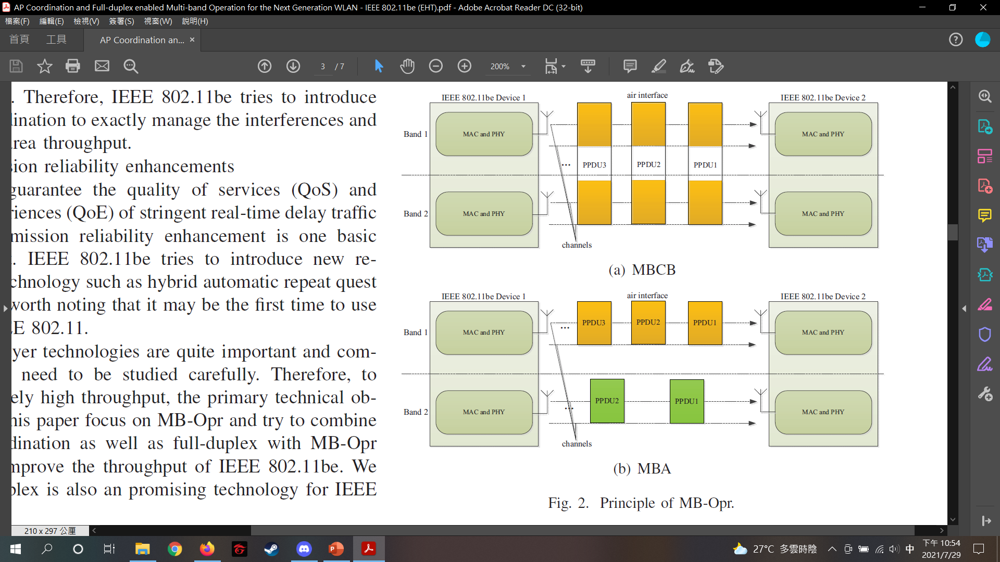 AP Coordination and Full-duplex enabled Multi-band Operation for the Next Generation WLAN - IEEE 802.11be (EHT).pdf - Adobe Acrobat Reader DC (32-bit)
檔案(F) 編輯(E) 檢視(V) 簽署(S) 視窗(W) 說明(H)
首頁 工具 AP Coordination an... ×
3 / 7 200%
. Therefore, IEEE 802.11be tries to introduce
lination to exactly manage the interferences and
rea throughput.
sion reliability enhancements
guarantee the quality of services (QoS) and
riences (QoE) of stringent real-time delay traffic
mission reliability enhancement is one basic
. IEEE 802.11be tries to introduce new re-
chnology such as hybrid automatic repeat quest
worth noting that it may be the first time to use
E 802.11.
yer technologies are quite important and com-
need to be studied carefully. Therefore, to
ely high throughput, the primary technical ob-
his paper focus on MB-Opr and try to combine
dination as well as full-duplex with MB-Opr
mprove the throughput of IEEE 802.11be. We
plex is also an promising technology for IEEE
IEEE 802.11be Device 1 air interface IEEE 802.11be Device 2
Band 1 MAC and PHY MAC and PHY
... PPDU3 PPDU2 PPDU1
Band 2 MAC and PHY MAC and PHY
channels
(a) MBCB
IEEE 802.11be Device 1 air interface IEEE 802.11be Device 2
Band 1 MAC and PHY ... PPDU3 PPDU2 PPDU1 MAC and PHY
Band 2 MAC and PHY ... PPDU2 PPDU1 MAC and PHY
channels
(b) MBA
Fig. 2. Principle of MB-Opr.
210 x 297 公厘
27°C 多雲時陰 中 下午 10:54
2021/7/29